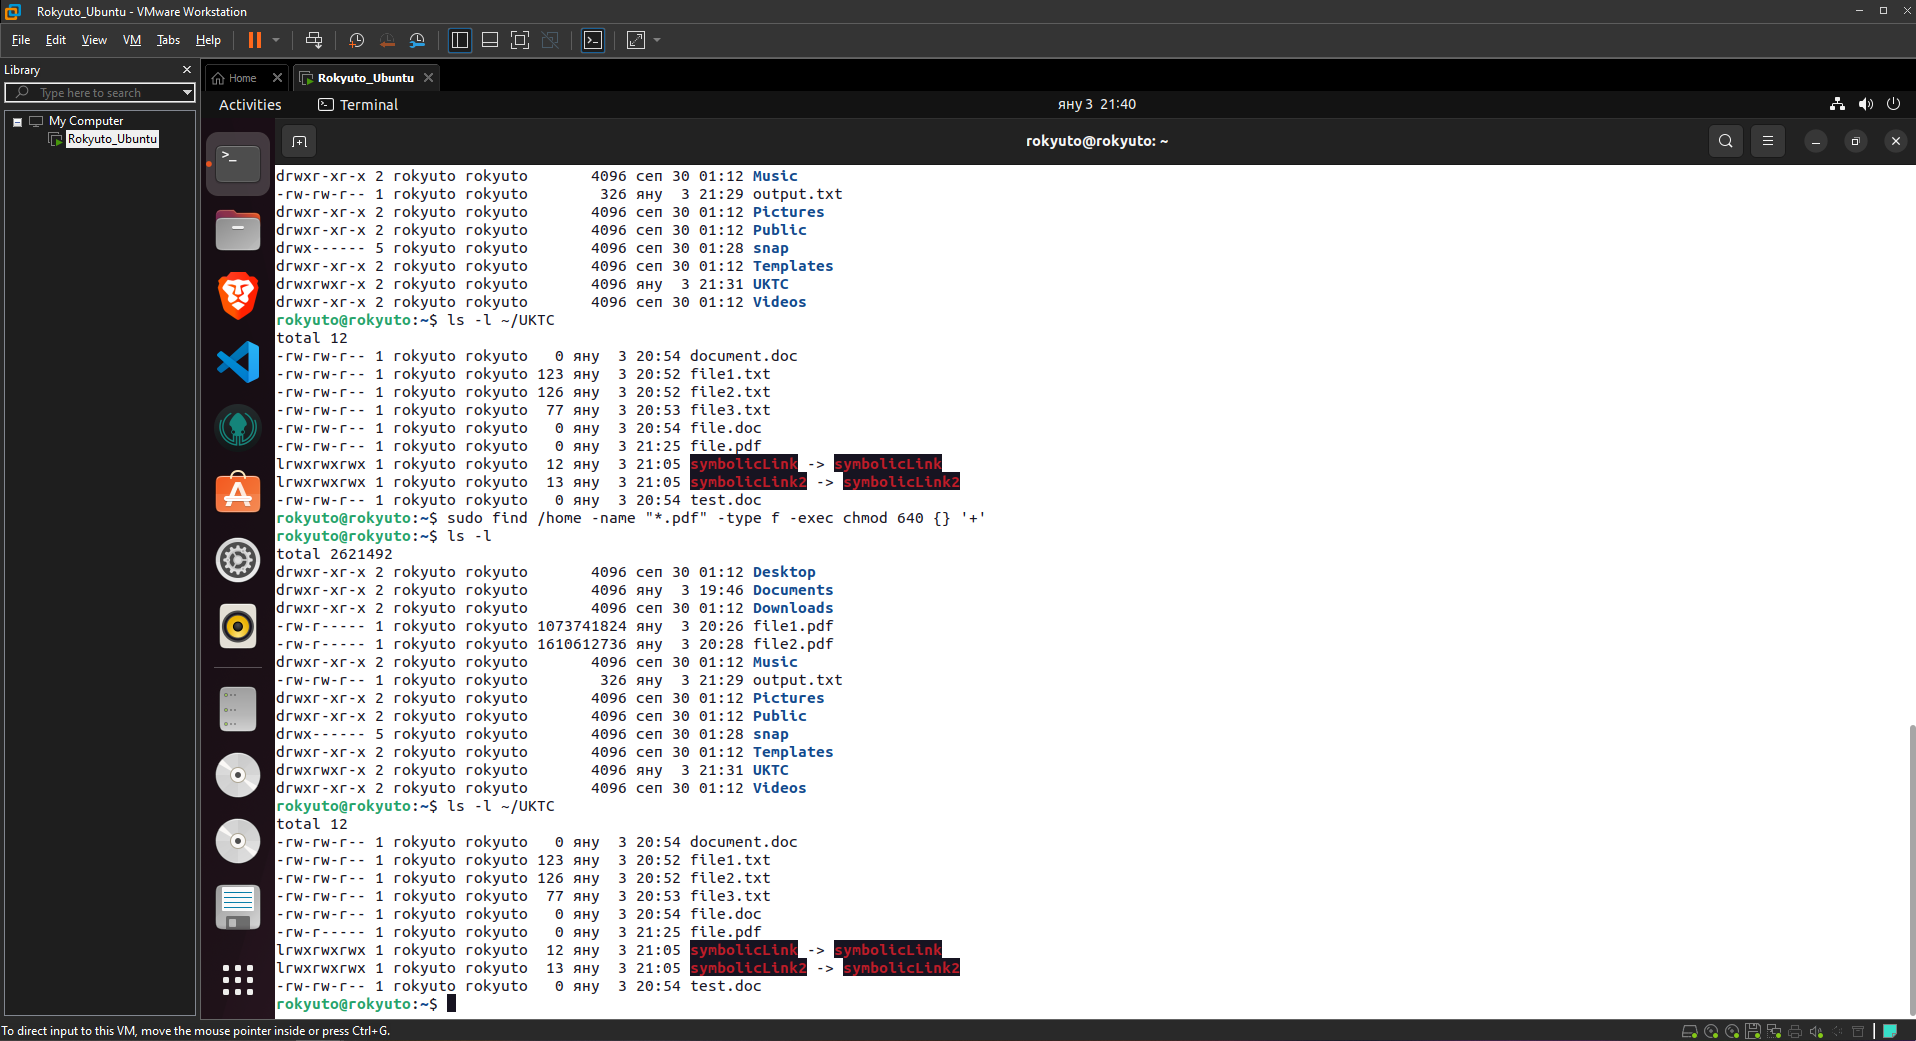 Rokyuto_Ubuntu - VMware Workstation
File Edit View VM Tabs Help
Library
Type here to search
My Computer
Rokyuto_Ubuntu
Home
Rokyuto_Ubuntu
Activities
Terminal
яну 3 21:40
rokyuto@rokyuto: ~
drwxr-xr-x 2 rokyuto rokyuto       4096 сеп 30 01:12 Music
-rw-rw-r-- 1 rokyuto rokyuto        326 яну  3 21:29 output.txt
drwxr-xr-x 2 rokyuto rokyuto       4096 сеп 30 01:12 Pictures
drwxr-xr-x 2 rokyuto rokyuto       4096 сеп 30 01:12 Public
drwx------ 5 rokyuto rokyuto       4096 сеп 30 01:28 snap
drwxr-xr-x 2 rokyuto rokyuto       4096 сеп 30 01:12 Templates
drwxrwxr-x 2 rokyuto rokyuto       4096 яну  3 21:31 UKTC
drwxr-xr-x 2 rokyuto rokyuto       4096 сеп 30 01:12 Videos
rokyuto@rokyuto:~$ ls -l ~/UKTC
total 12
-rw-rw-r-- 1 rokyuto rokyuto   0 яну  3 20:54 document.doc
-rw-rw-r-- 1 rokyuto rokyuto 123 яну  3 20:52 file1.txt
-rw-rw-r-- 1 rokyuto rokyuto 126 яну  3 20:52 file2.txt
-rw-rw-r-- 1 rokyuto rokyuto  77 яну  3 20:53 file3.txt
-rw-rw-r-- 1 rokyuto rokyuto   0 яну  3 20:54 file.doc
-rw-rw-r-- 1 rokyuto rokyuto   0 яну  3 21:25 file.pdf
lrwxrwxrwx 1 rokyuto rokyuto  12 яну  3 21:05 symbolicLink -> symbolicLink
lrwxrwxrwx 1 rokyuto rokyuto  13 яну  3 21:05 symbolicLink2 -> symbolicLink2
-rw-rw-r-- 1 rokyuto rokyuto   0 яну  3 20:54 test.doc
rokyuto@rokyuto:~$ sudo find /home -name "*.pdf" -type f -exec chmod 640 {} '+'
rokyuto@rokyuto:~$ ls -l
total 2621492
drwxr-xr-x 2 rokyuto rokyuto       4096 сеп 30 01:12 Desktop
drwxr-xr-x 2 rokyuto rokyuto       4096 яну  3 19:46 Documents
drwxr-xr-x 2 rokyuto rokyuto       4096 сеп 30 01:12 Downloads
-rw-r----- 1 rokyuto rokyuto 1073741824 яну  3 20:26 file1.pdf
-rw-r----- 1 rokyuto rokyuto 1610612736 яну  3 20:28 file2.pdf
drwxr-xr-x 2 rokyuto rokyuto       4096 сеп 30 01:12 Music
-rw-rw-r-- 1 rokyuto rokyuto        326 яну  3 21:29 output.txt
drwxr-xr-x 2 rokyuto rokyuto       4096 сеп 30 01:12 Pictures
drwxr-xr-x 2 rokyuto rokyuto       4096 сеп 30 01:12 Public
drwx------ 5 rokyuto rokyuto       4096 сеп 30 01:28 snap
drwxr-xr-x 2 rokyuto rokyuto       4096 сеп 30 01:12 Templates
drwxrwxr-x 2 rokyuto rokyuto       4096 яну  3 21:31 UKTC
drwxr-xr-x 2 rokyuto rokyuto       4096 сеп 30 01:12 Videos
rokyuto@rokyuto:~$ ls -l ~/UKTC
total 12
-rw-rw-r-- 1 rokyuto rokyuto   0 яну  3 20:54 document.doc
-rw-rw-r-- 1 rokyuto rokyuto 123 яну  3 20:52 file1.txt
-rw-rw-r-- 1 rokyuto rokyuto 126 яну  3 20:52 file2.txt
-rw-rw-r-- 1 rokyuto rokyuto  77 яну  3 20:53 file3.txt
-rw-rw-r-- 1 rokyuto rokyuto   0 яну  3 20:54 file.doc
-rw-r----- 1 rokyuto rokyuto   0 яну  3 21:25 file.pdf
lrwxrwxrwx 1 rokyuto rokyuto  12 яну  3 21:05 symbolicLink -> symbolicLink
lrwxrwxrwx 1 rokyuto rokyuto  13 яну  3 21:05 symbolicLink2 -> symbolicLink2
-rw-rw-r-- 1 rokyuto rokyuto   0 яну  3 20:54 test.doc
rokyuto@rokyuto:~$
To direct input to this VM, move the mouse pointer inside or press Ctrl+G.